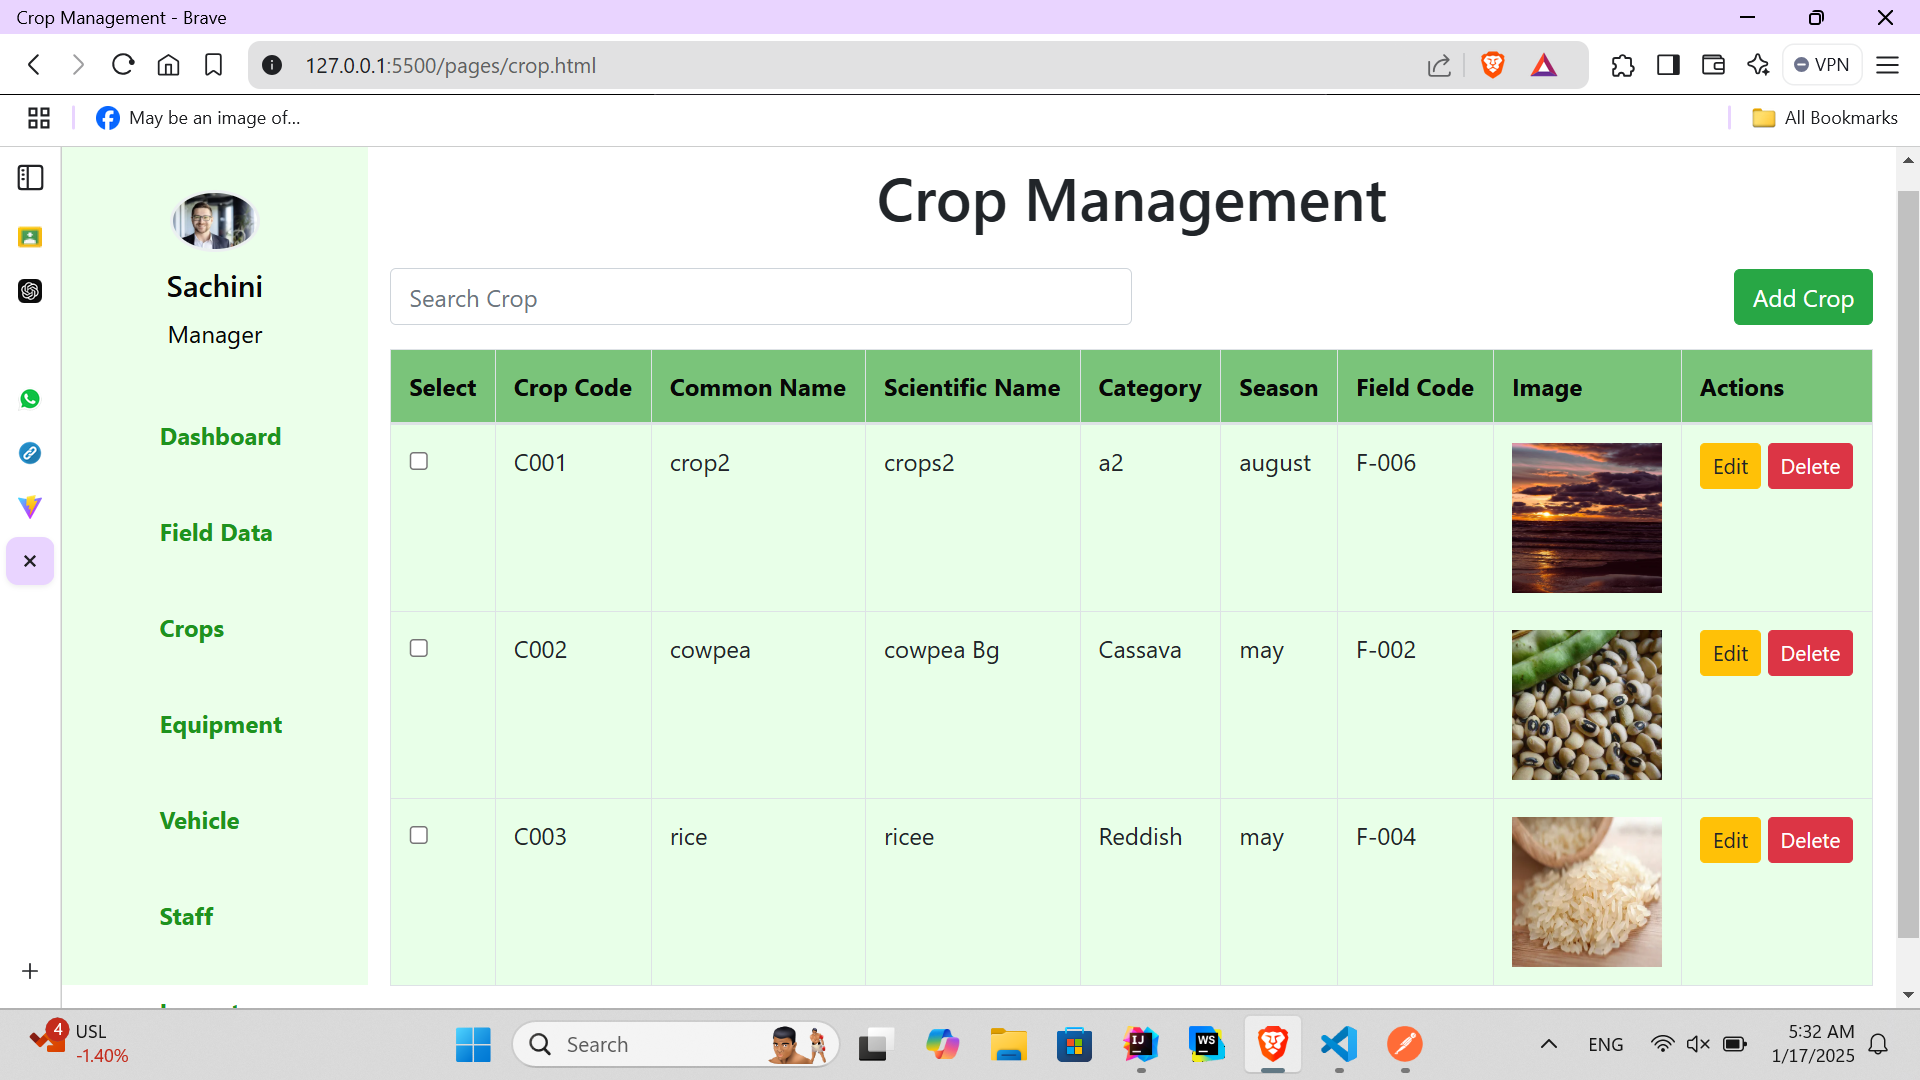 Crop Management - Brave
127.0.0.1:5500/pages/crop.html
VPN
May be an image of...
All Bookmarks
Sachini
Manager
Dashboard
Field Data
Crops
Equipment
Vehicle
Staff
Crop Management
Search Crop
Add Crop
Select Crop Code Common Name Scientific Name Category Season Field Code Image Actions
C001 crop2 crops2 a2 august F-006 Edit Delete
C002 cowpea cowpea Bg Cassava may F-002 Edit Delete
C003 rice ricee Reddish may F-004 Edit Delete
4
USL
-1.40%
Search
IJ
WS
ENG
5:32 AM
1/17/2025